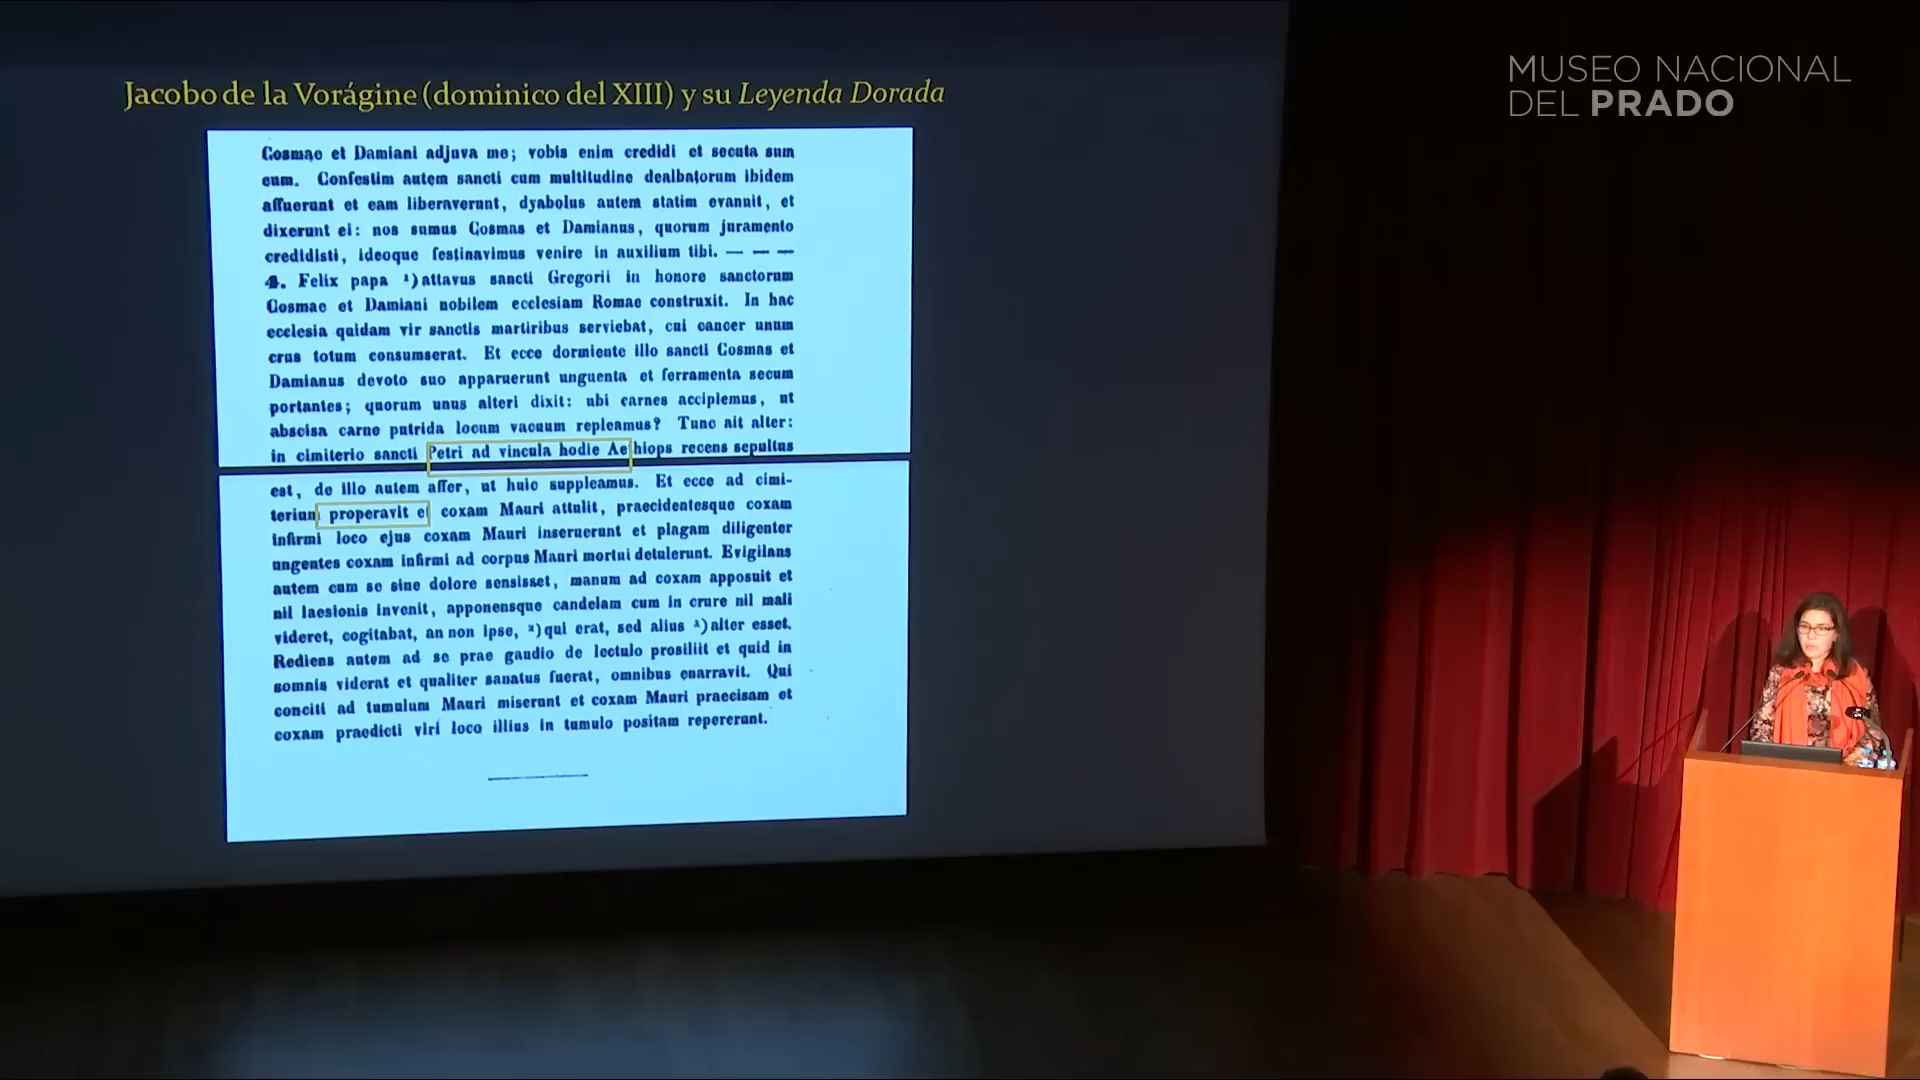 Jacobo de la Vorágine (dominico del XIII) y su Leyenda Dorada
MUSEO NACIONAL
DEL PRADO
Cosmae et Damiani adjuva me; vobis enim credidi et secuta sum
eum. Confestim autem sancti cum multitudine dealbatorum ibidem
affuerunt et eam liberaverunt, dyabolus autem statim evanuit, et
dixerunt ei: nos sumus Cosmas et Damianus, quorum juramento
credidisti, ideoque festinavimus venire in auxilium tibi. — — —
4. Felix papa ¹) attavus sancti Gregorii in honore sanctorum
Cosmae et Damiani nobilem ecclesiam Romae construxit. In hac
ecclesia quidam vir sanctis martiribus serviebat, cui cancer unum
crus totum consumserat. Et ecce dormiente illo sancti Cosmas et
Damianus devoto suo apparuerunt unguenta et ferramenta secum
portantes; quorum unus alteri dixit: ubi carnes accipiemus, ut
abscisa carne putrida locum vacuum repleamus? Tunc ait alter:
in cimiterio sancti Petri ad vincula hodie Aethiops recens sepultus
est, de illo autem affer, ut huic suppleamus. Et ecce ad cimi-
terium properavit et coxam Mauri attulit, praecidentesque coxam
infirmi loco ejus coxam Mauri inseruerunt et plagam diligenter
ungentes coxam infirmi ad corpus Mauri mortui detulerunt. Evigilans
autem cum se sine dolore sensisset, manum ad coxam apposuit et
nil laesionis invenit, apponensque candelam cum in crure nil mali
videret, cogitabat, an non ipse, ²) qui erat, sed alius ³) alter esset.
Rediens autem ad se prae gaudio de lectulo prosiliit et quid in
somnis viderat et qualiter sanatus fuerat, omnibus enarravit. Qui
conciti ad tumulum Mauri miserunt et coxam Mauri praecisam et
coxam praedicti viri loco illius in tumulo positam repererunt.